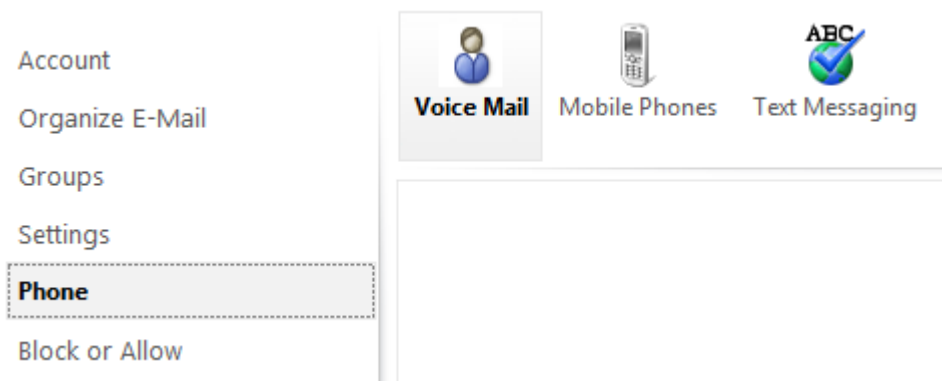 Account
Organize E-Mail
Groups
Settings
Phone
Block or Allow
ABC
Voice Mail
Mobile Phones
Text Messaging